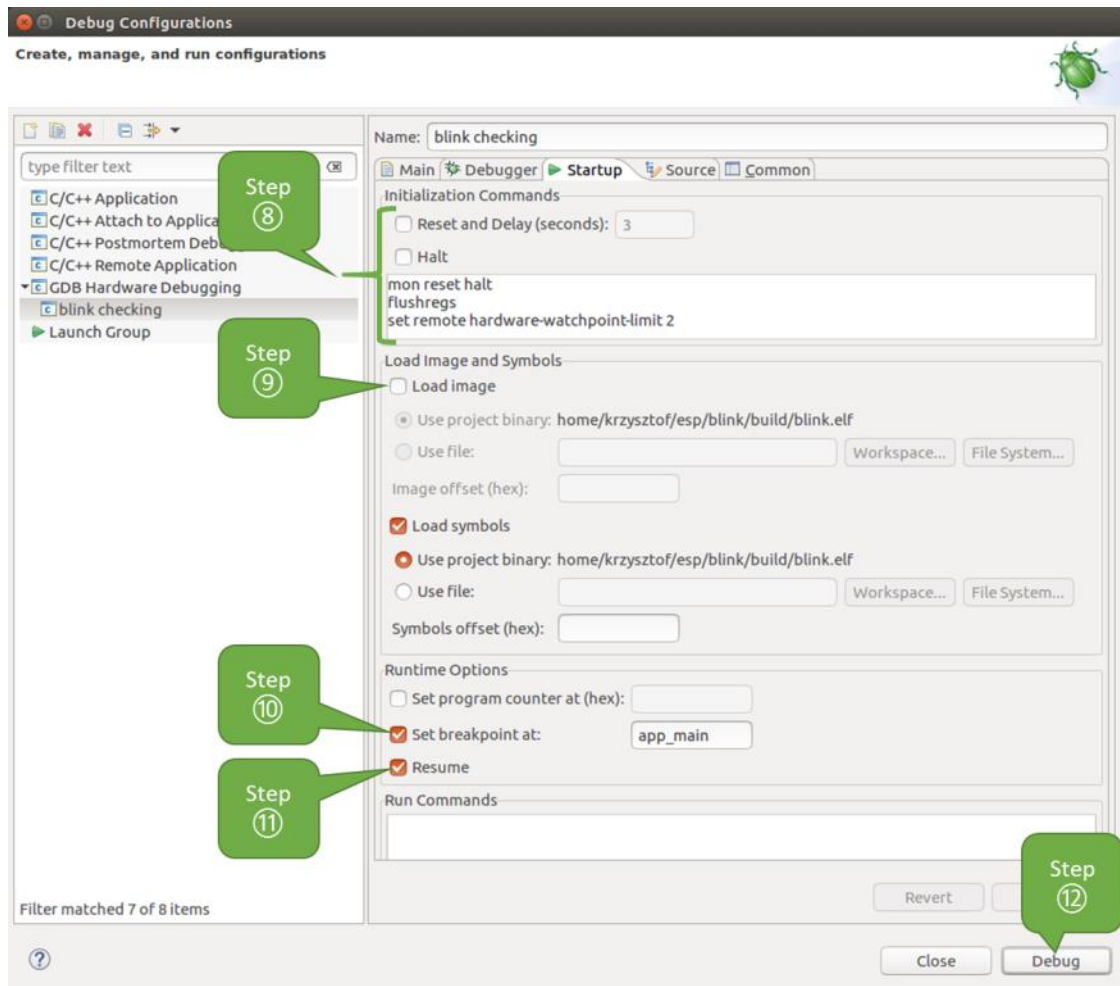 Debug Configurations
Create, manage, and run configurations
type filter text
C/C++ Application
C/C++ Attach to Applica
C/C++ Postmortem Debu
C/C++ Remote Application
GDB Hardware Debugging
blink checking
Launch Group
Filter matched 7 of 8 items
Name: blink checking
Main Debugger Startup Source Common
Initialization Commands
Reset and Delay (seconds): 3
Halt
mon reset halt
flushregs
set remote hardware-watchpoint-limit 2
Load Image and Symbols
Load image
Use project binary: home/krzysztof/esp/blink/build/blink.elf
Use file: Workspace... File System...
Image offset (hex):
Load symbols
Use project binary: home/krzysztof/esp/blink/build/blink.elf
Use file: Workspace... File System...
Symbols offset (hex):
Runtime Options
Set program counter at (hex):
Set breakpoint at: app_main
Resume
Run Commands
Revert
Close Debug
Step
⑧
Step
⑨
Step
⑩
Step
⑪
Step
⑫